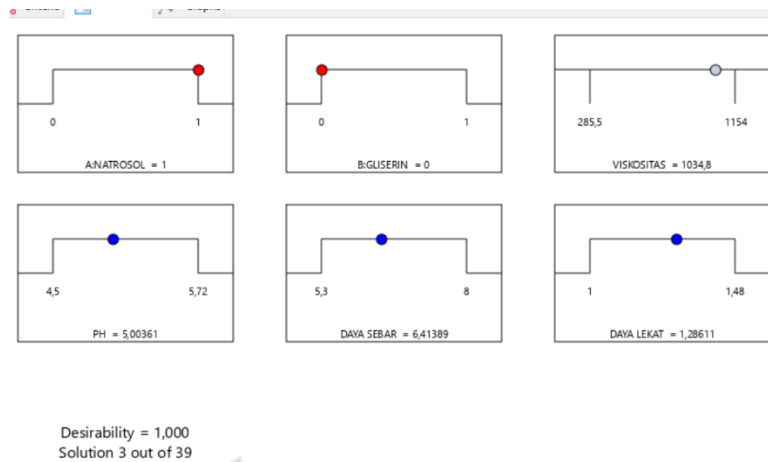 0 1
A:NATROSOL = 1
0 1
B:GLISERIN = 0
285,5 1154
VISKOSITAS = 1034,8
4,5 5,72
PH = 5,00361
5,3 8
DAYA SEBAR = 6,41389
1 1,48
DAYA LEKAT = 1,28611
Desirability = 1,000
Solution 3 out of 39